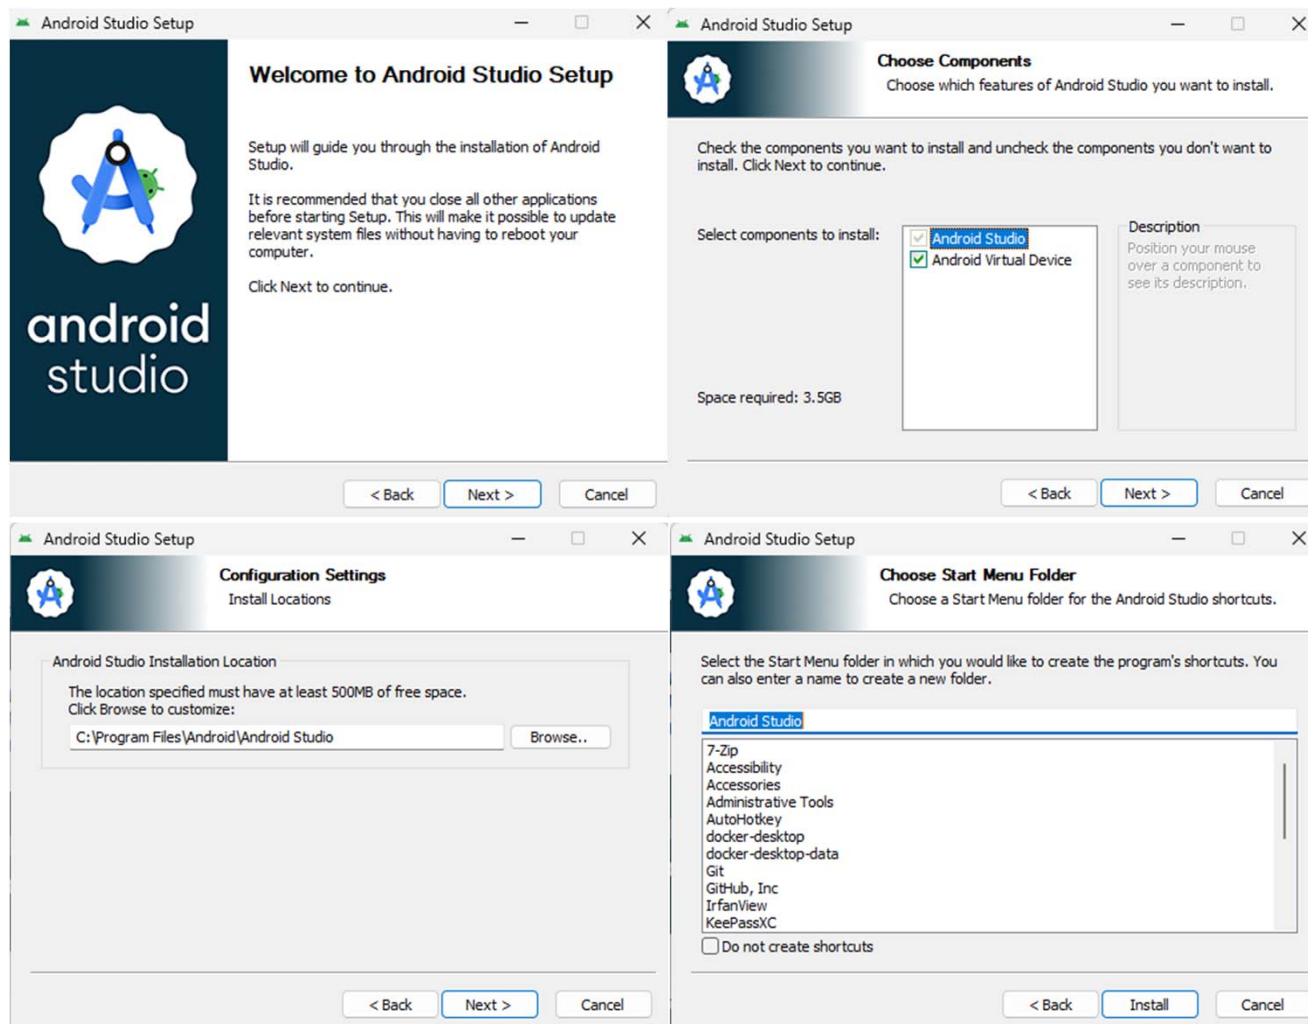 Android Studio Setup
Welcome to Android Studio Setup
Setup will guide you through the installation of Android
Studio.
It is recommended that you close all other applications
before starting Setup. This will make it possible to update
relevant system files without having to reboot your
computer.
Click Next to continue.
android
studio
< Back
Next >
Cancel
Android Studio Setup
Choose Components
Choose which features of Android Studio you want to install.
Check the components you want to install and uncheck the components you don't want to
install. Click Next to continue.
Select components to install:
Android Studio
Android Virtual Device
Description
Position your mouse
over a component to
see its description.
Space required: 3.5GB
< Back
Next >
Cancel
Android Studio Setup
Configuration Settings
Install Locations
Android Studio Installation Location
The location specified must have at least 500MB of free space.
Click Browse to customize:
C:\Program Files\Android\Android Studio
Browse..
< Back
Next >
Cancel
Android Studio Setup
Choose Start Menu Folder
Choose a Start Menu folder for the Android Studio shortcuts.
Select the Start Menu folder in which you would like to create the program's shortcuts. You
can also enter a name to create a new folder.
Android Studio
7-Zip
Accessibility
Accessories
Administrative Tools
AutoHotkey
docker-desktop
docker-desktop-data
Git
GitHub, Inc
IrfanView
KeePassXC
Do not create shortcuts
< Back
Install
Cancel